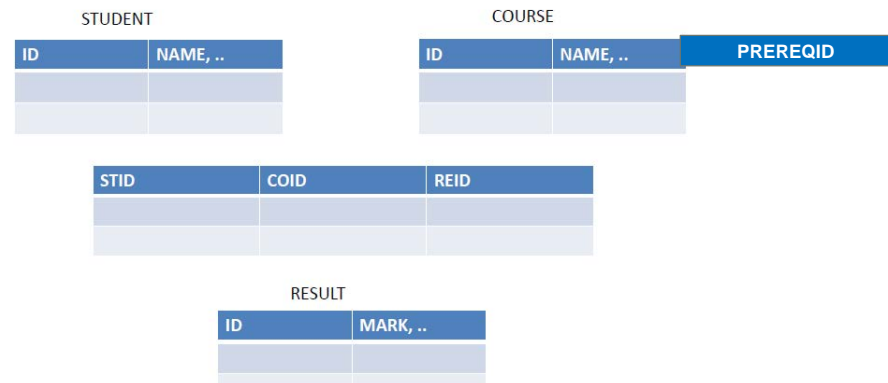 STUDENT
COURSE
ID NAME, ..
ID NAME, .. PREREQID
STID COID REID
RESULT
ID MARK, ..